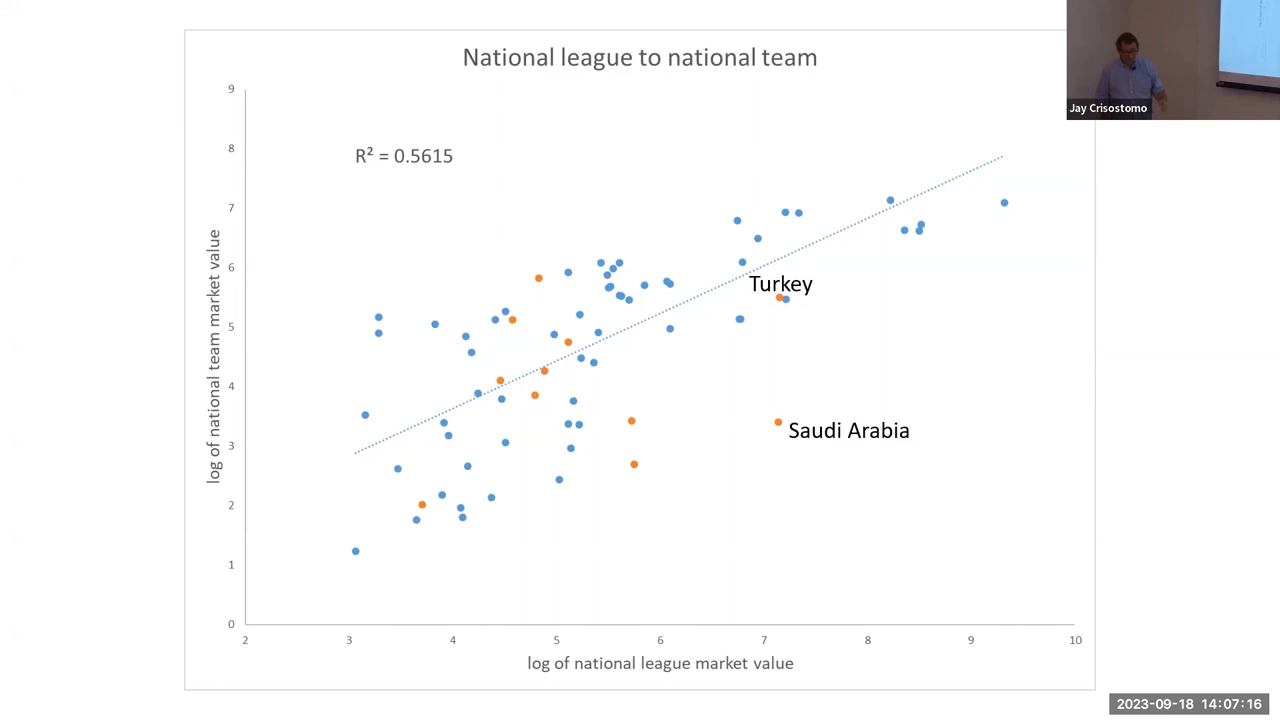 National league to national team
Jay Crisostomo
R² = 0.5615
9
8
7
6
5
4
3
2
1
0
log of national team market value
Turkey
Saudi Arabia
2 3 4 5 6 7 8 9 10
log of national league market value
2023-09-18 14:07:16